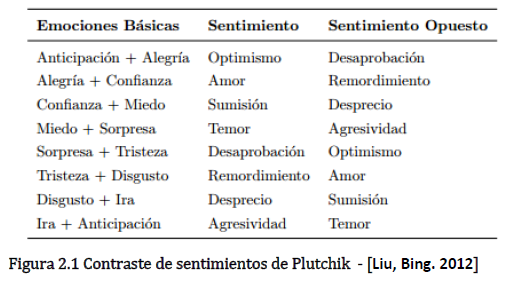 Emociones Básicas Sentimiento Sentimiento Opuesto
Anticipación + Alegría Optimismo Desaprobación
Alegría + Confianza Amor Remordimiento
Confianza + Miedo Sumisión Desprecio
Miedo + Sorpresa Temor Agresividad
Sorpresa + Tristeza Desaprobación Optimismo
Tristeza + Disgusto Remordimiento Amor
Disgusto + Ira Desprecio Sumisión
Ira + Anticipación Agresividad Temor
Figura 2.1 Contraste de sentimientos de Plutchik - [Liu, Bing. 2012]